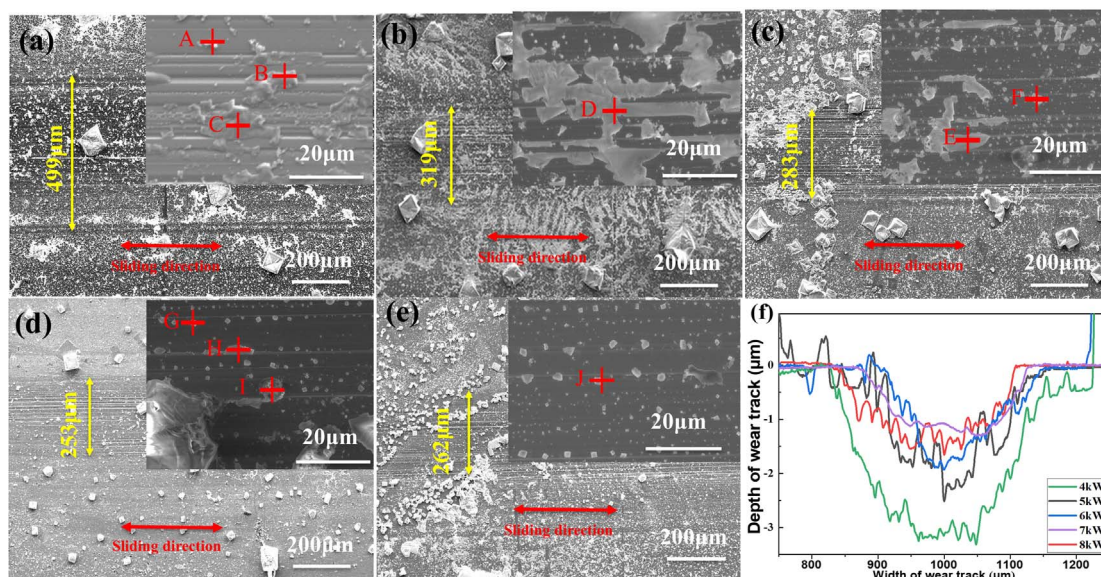 (a)
A
B
C
499μm
20μm
Sliding direction
200μm
(b)
D
319μm
20μm
Sliding direction
200μm
(c)
F
E
283μm
20μm
Sliding direction
200μm
(d)
G
H
I
253μm
20μm
Sliding direction
200μm
(e)
J
262μm
20μm
Sliding direction
200μm
(f)
Depth of wear track (μm)
0
-1
-2
-3
4kW
5kW
6kW
7kW
8kW
800 900 1000 1100 1200
Width of wear track (μm)